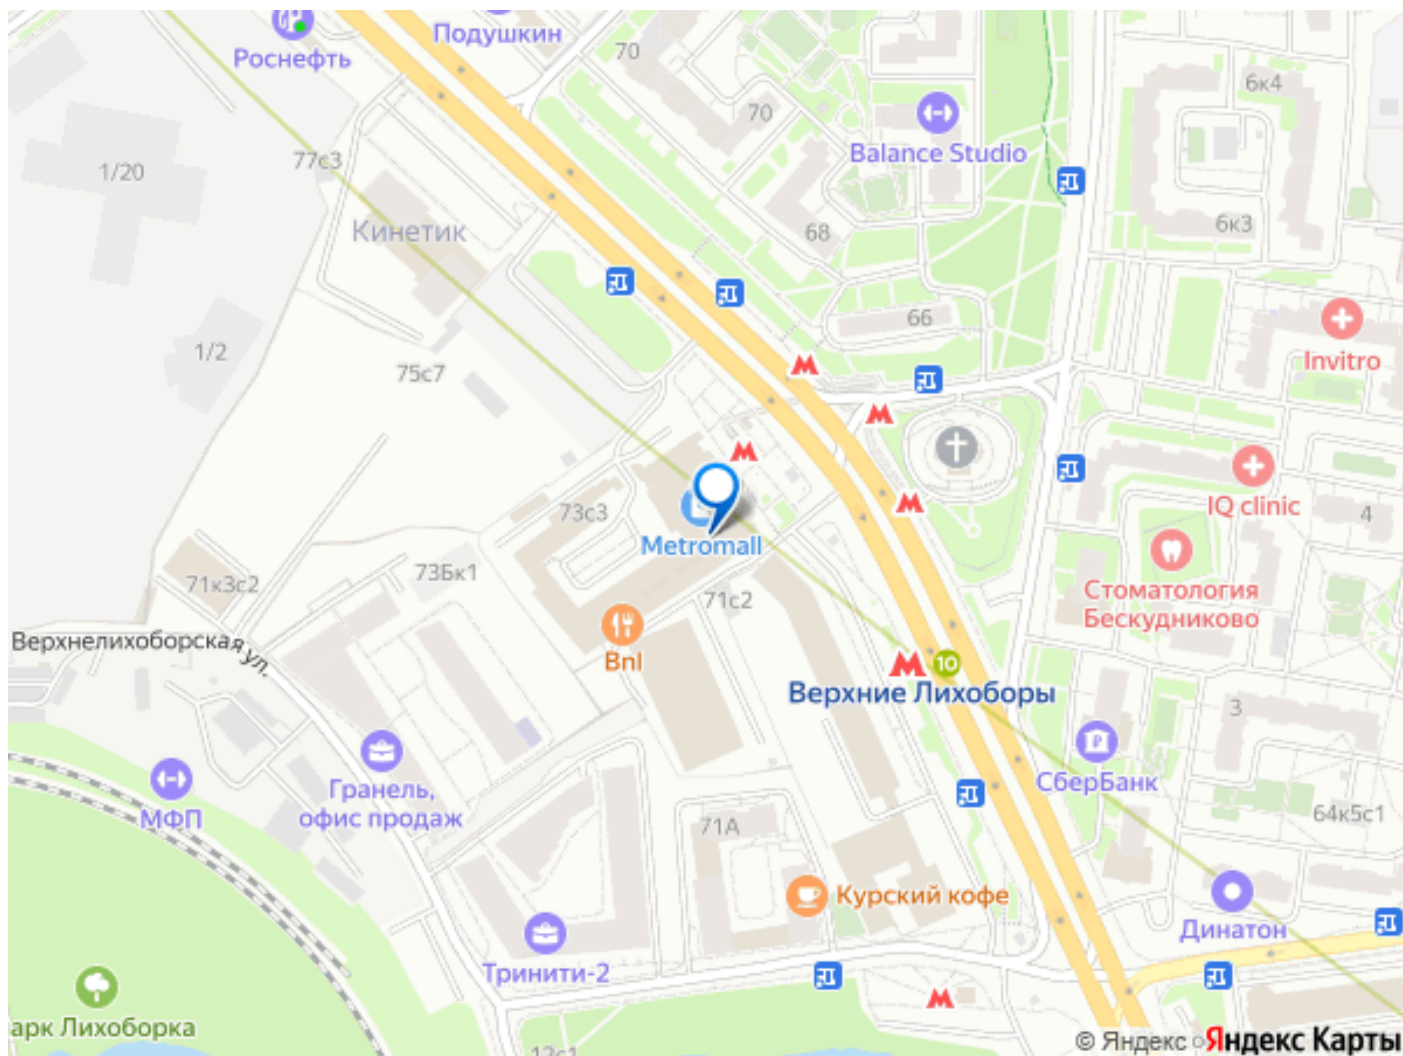 Подушкин
Роснефть
70
6к4
70
Balance Studio
77с3
1/20
68
6к3
Кинетик
66
1/2
75с7
Invitro
IQ clinic
4
73с3
Metromall
Стоматология
Бескудниково
73Бк1
71к3с2
71с2
Верхнелихоборская ул.
Bnl
10
Верхние Лихоборы
3
СберБанк
Гранель,
офис продаж
МФП
71А
64к5с1
Курский кофе
Динатон
Тринити-2
арк Лихоборка
12с1
© Яндекс Яндекс Карты